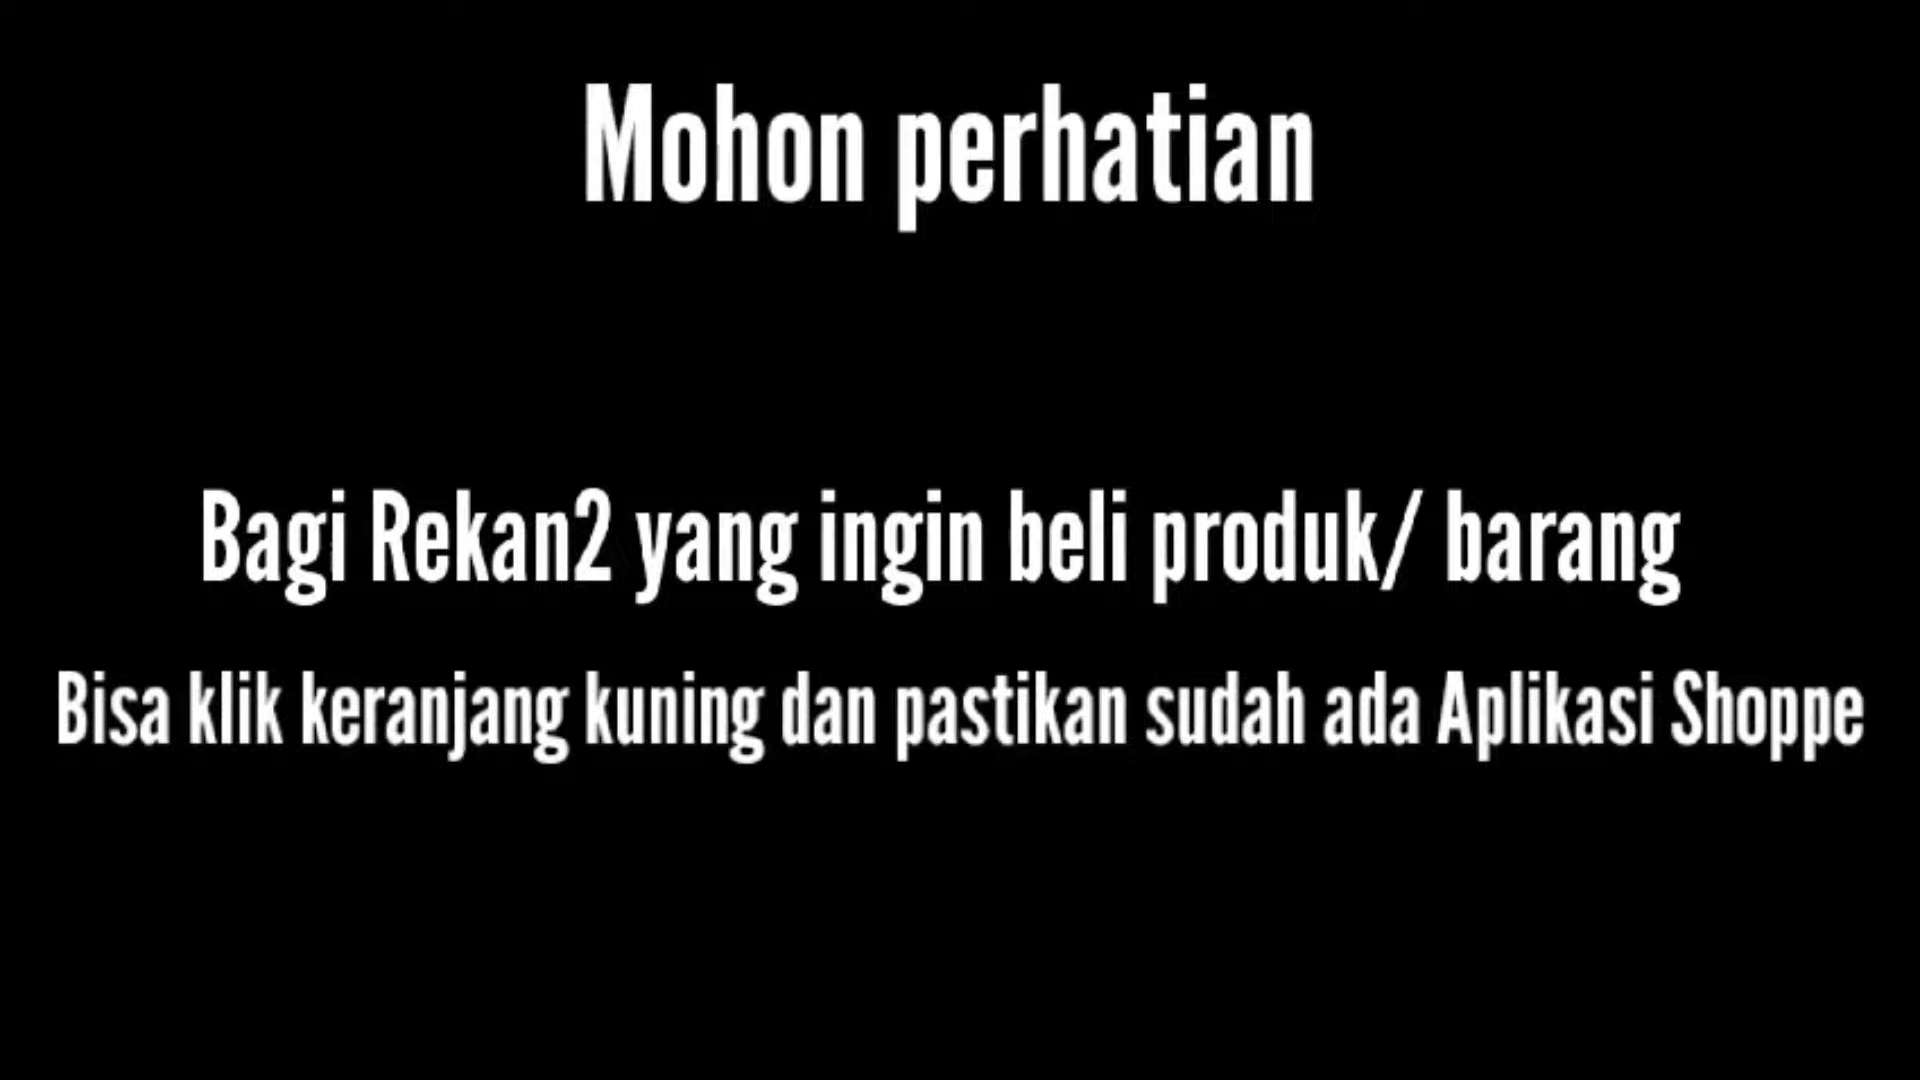 Mohon perhatian
Bagi Rekan2 yang ingin beli produk/ barang
Bisa klik keranjang kuning dan pastikan sudah ada Aplikasi Shoppe